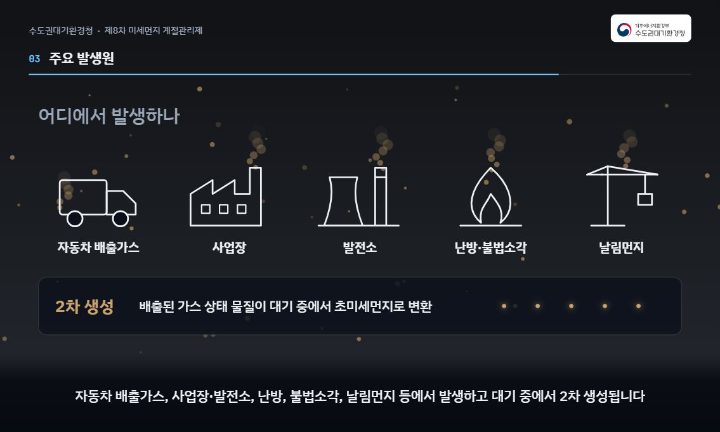 수도권대기환경청 · 제8차 미세먼지 계절관리제
기후에너지환경부
수도권대기환경청
03 주요 발생원
어디에서 발생하나
자동차 배출가스
사업장
발전소
난방·불법소각
날림먼지
2차 생성
배출된 가스 상태 물질이 대기 중에서 초미세먼지로 변환
자동차 배출가스, 사업장·발전소, 난방, 불법소각, 날림먼지 등에서 발생하고 대기 중에서 2차 생성됩니다